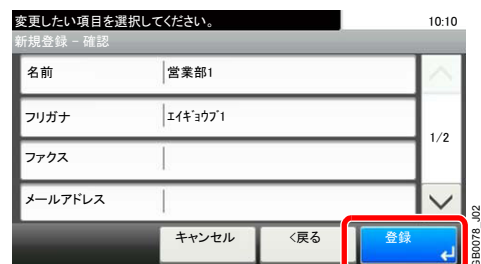 変更したい項目を選択してください。 10:10
新規登録 - 確認
名前 営業部1
フリガナ ｴｲｷﾞｮｳﾌﾞ1
1/2
ファクス
メールアドレス
キャンセル <戻る 登録
GB0078_J02